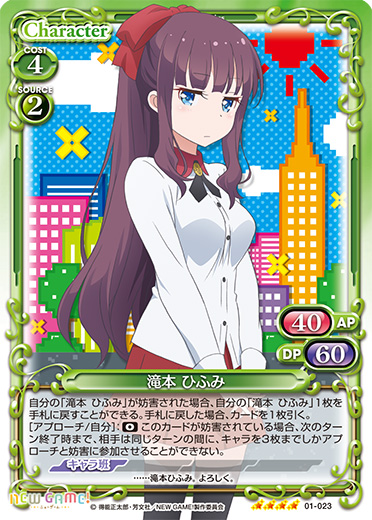 Character
COST
4
SOURCE
2
40 AP
DP 60
滝本 ひふみ
自分の「滝本 ひふみ」が妨害された場合、自分の「滝本 ひふみ」1枚を
手札に戻すことができる。手札に戻した場合、カードを1枚引く。
[アプローチ/自分]:このカードが妨害されている場合、次のター
ン終了時まで、相手は同じターンの間に、キャラを3枚までしかアプ
ローチと妨害に参加させることができない。
キャラ班
……滝本ひふみ。よろしく。
NEW GAME!
© 得能正太郎・芳文社／NEW GAME!製作委員会
01-023